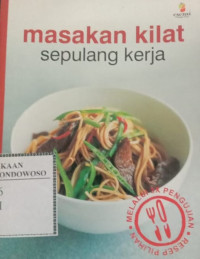 masakan kilat
sepulang kerja
KAAN
ONDOWOSO
MELALUI PENGUJIAN
RESEP PILIHAN